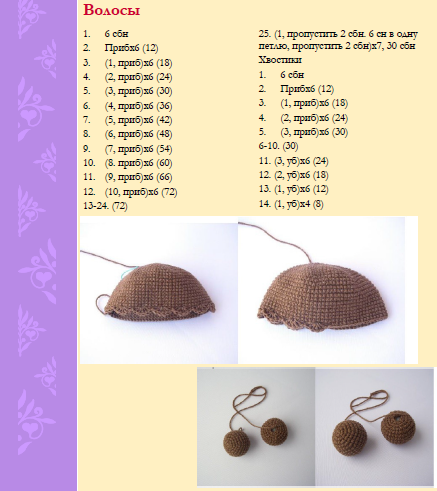 Волосы
1. 6 сбн
2. Прибх6 (12)
3. (1, приб)х6 (18)
4. (2, приб)х6 (24)
5. (3, приб)х6 (30)
6. (4, приб)х6 (36)
7. (5, приб)х6 (42)
8. (6, приб)х6 (48)
9. (7, приб)х6 (54)
10. (8. приб)х6 (60)
11. (9, приб)х6 (66)
12. (10, приб)х6 (72)
13-24. (72)
25. (1, пропустить 2 сбн. 6 сн в одну
петлю, пропустить 2 сбн)х7, 30 сбн
Хвостики
1. 6 сбн
2. Прибх6 (12)
3. (1, приб)х6 (18)
4. (2, приб)х6 (24)
5. (3, приб)х6 (30)
6-10. (30)
11. (3, уб)х6 (24)
12. (2, уб)х6 (18)
13. (1, уб)х6 (12)
14. (1, уб)х4 (8)